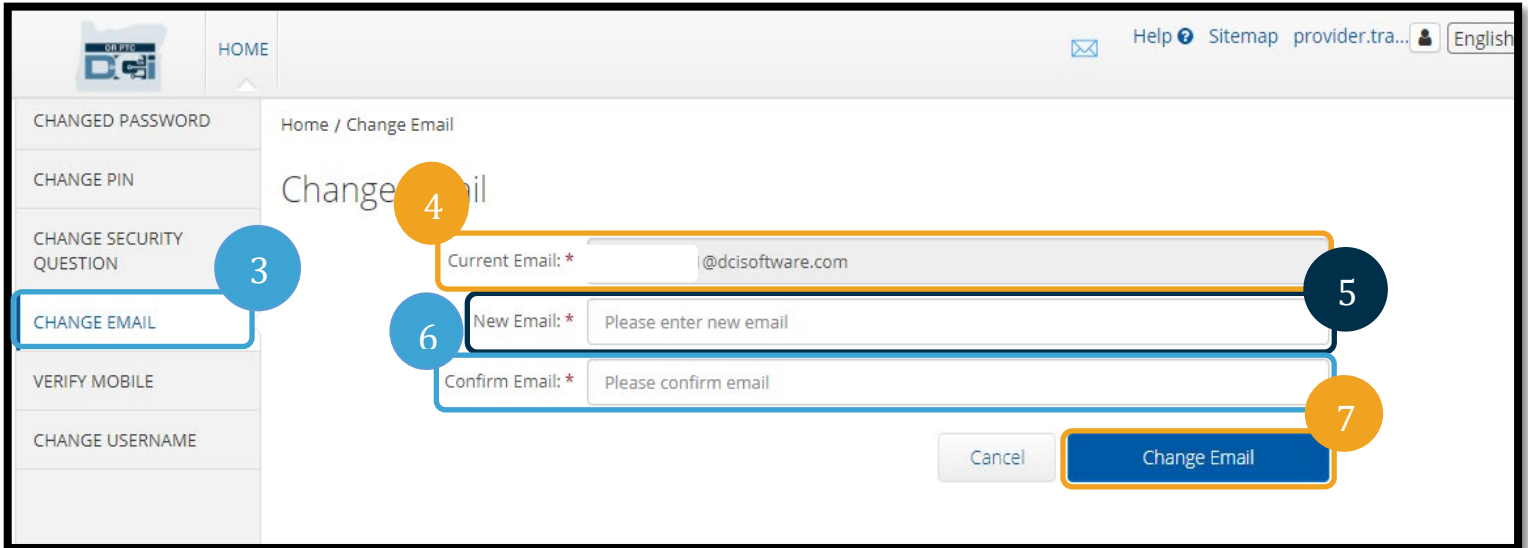 OR PTC
DCi
HOME
Help Sitemap provider.tra... English
CHANGED PASSWORD
CHANGE PIN
CHANGE SECURITY
QUESTION
3
CHANGE EMAIL
VERIFY MOBILE
CHANGE USERNAME
Home / Change Email
Change ail
4
Current Email: * @dcisoftware.com
5
New Email: * Please enter new email
6
Confirm Email: * Please confirm email
7
Cancel Change Email